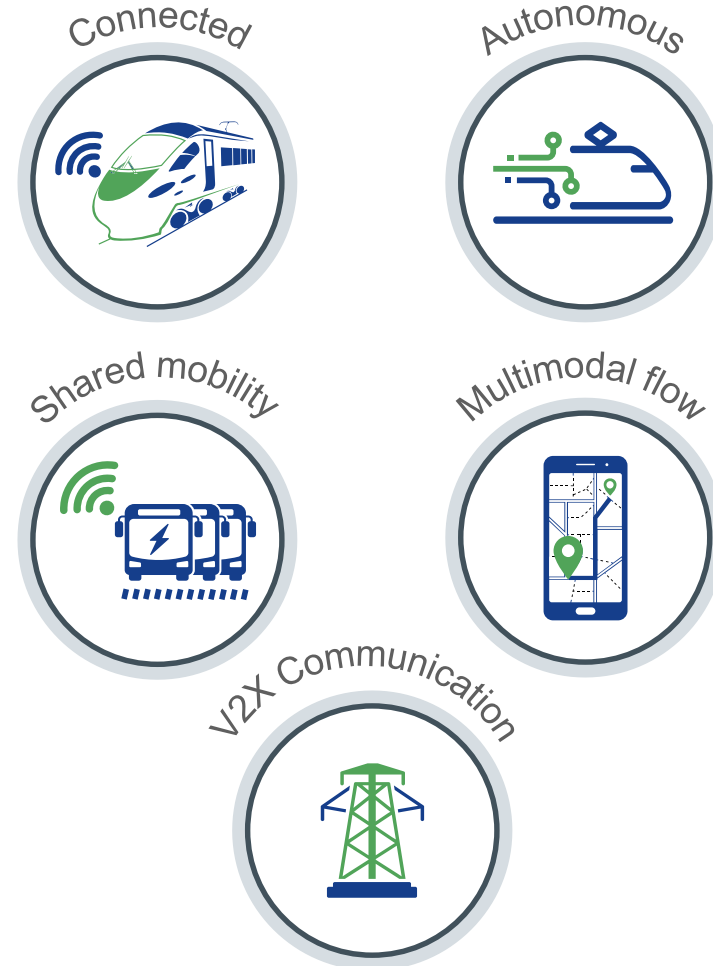 Connected
Autonomous
Shared mobility
Multimodal flow
V2X Communication